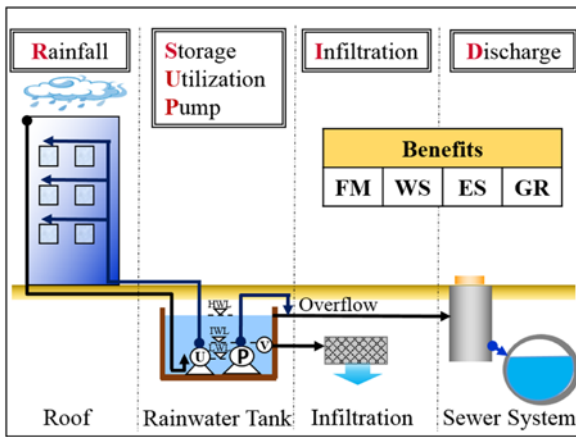 Rainfall
Storage
Utilization
Pump
Infiltration
Discharge
Benefits
FM WS ES GR
HWL
Overflow
IWL
LWL
U P V
Roof
Rainwater Tank
Infiltration
Sewer System